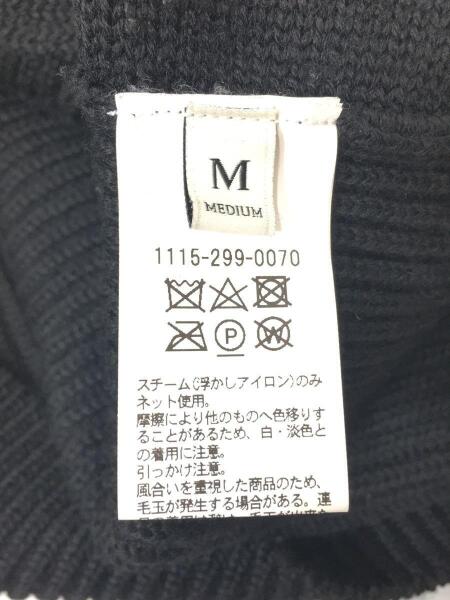 M
MEDIUM
1115-299-0070
P W
スチーム(浮かしアイロン)のみ
ネット使用。
摩擦により他のものへ色移りす
ることがあるため、白・淡色と
の着用に注意。
引っかけ注意。
風合いを重視した商品のため、
毛玉が発生する場合がある。連